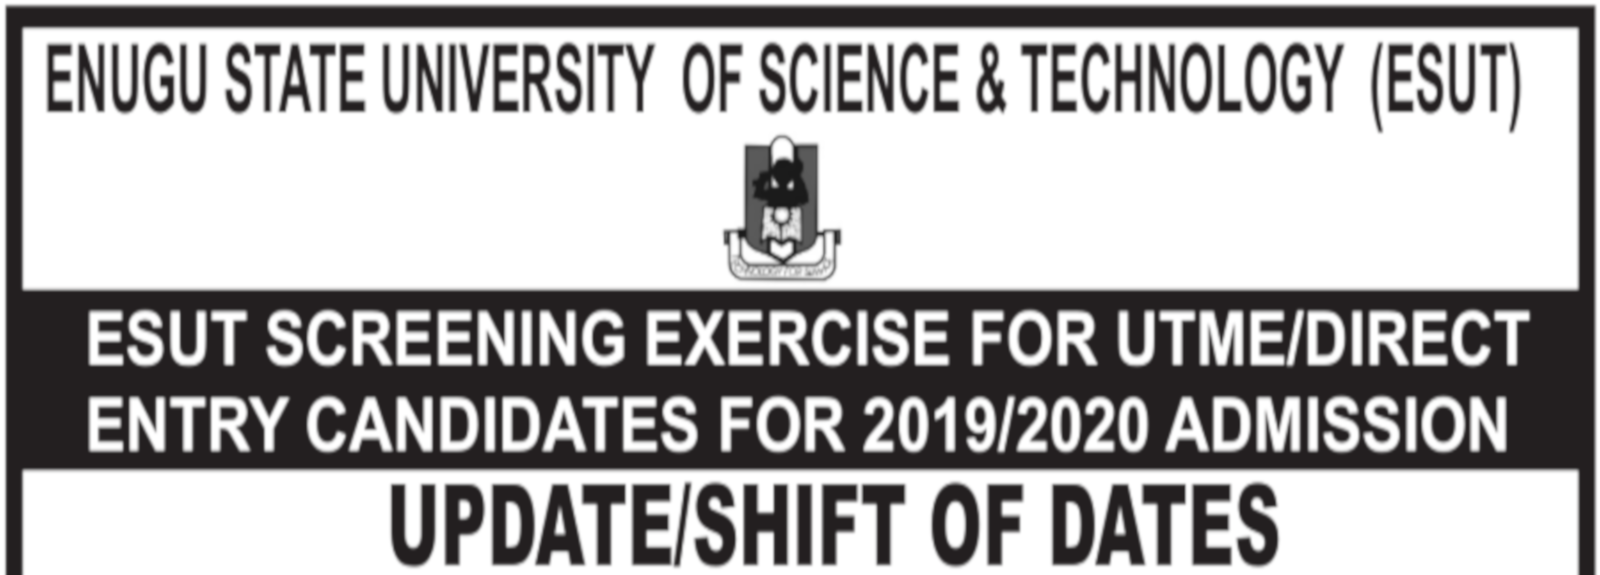 ENUGU STATE UNIVERSITY OF SCIENCE & TECHNOLOGY (ESUT)
ESUT SCREENING EXERCISE FOR UTME/DIRECT
ENTRY CANDIDATES FOR 2019/2020 ADMISSION
UPDATE/SHIFT OF DATES